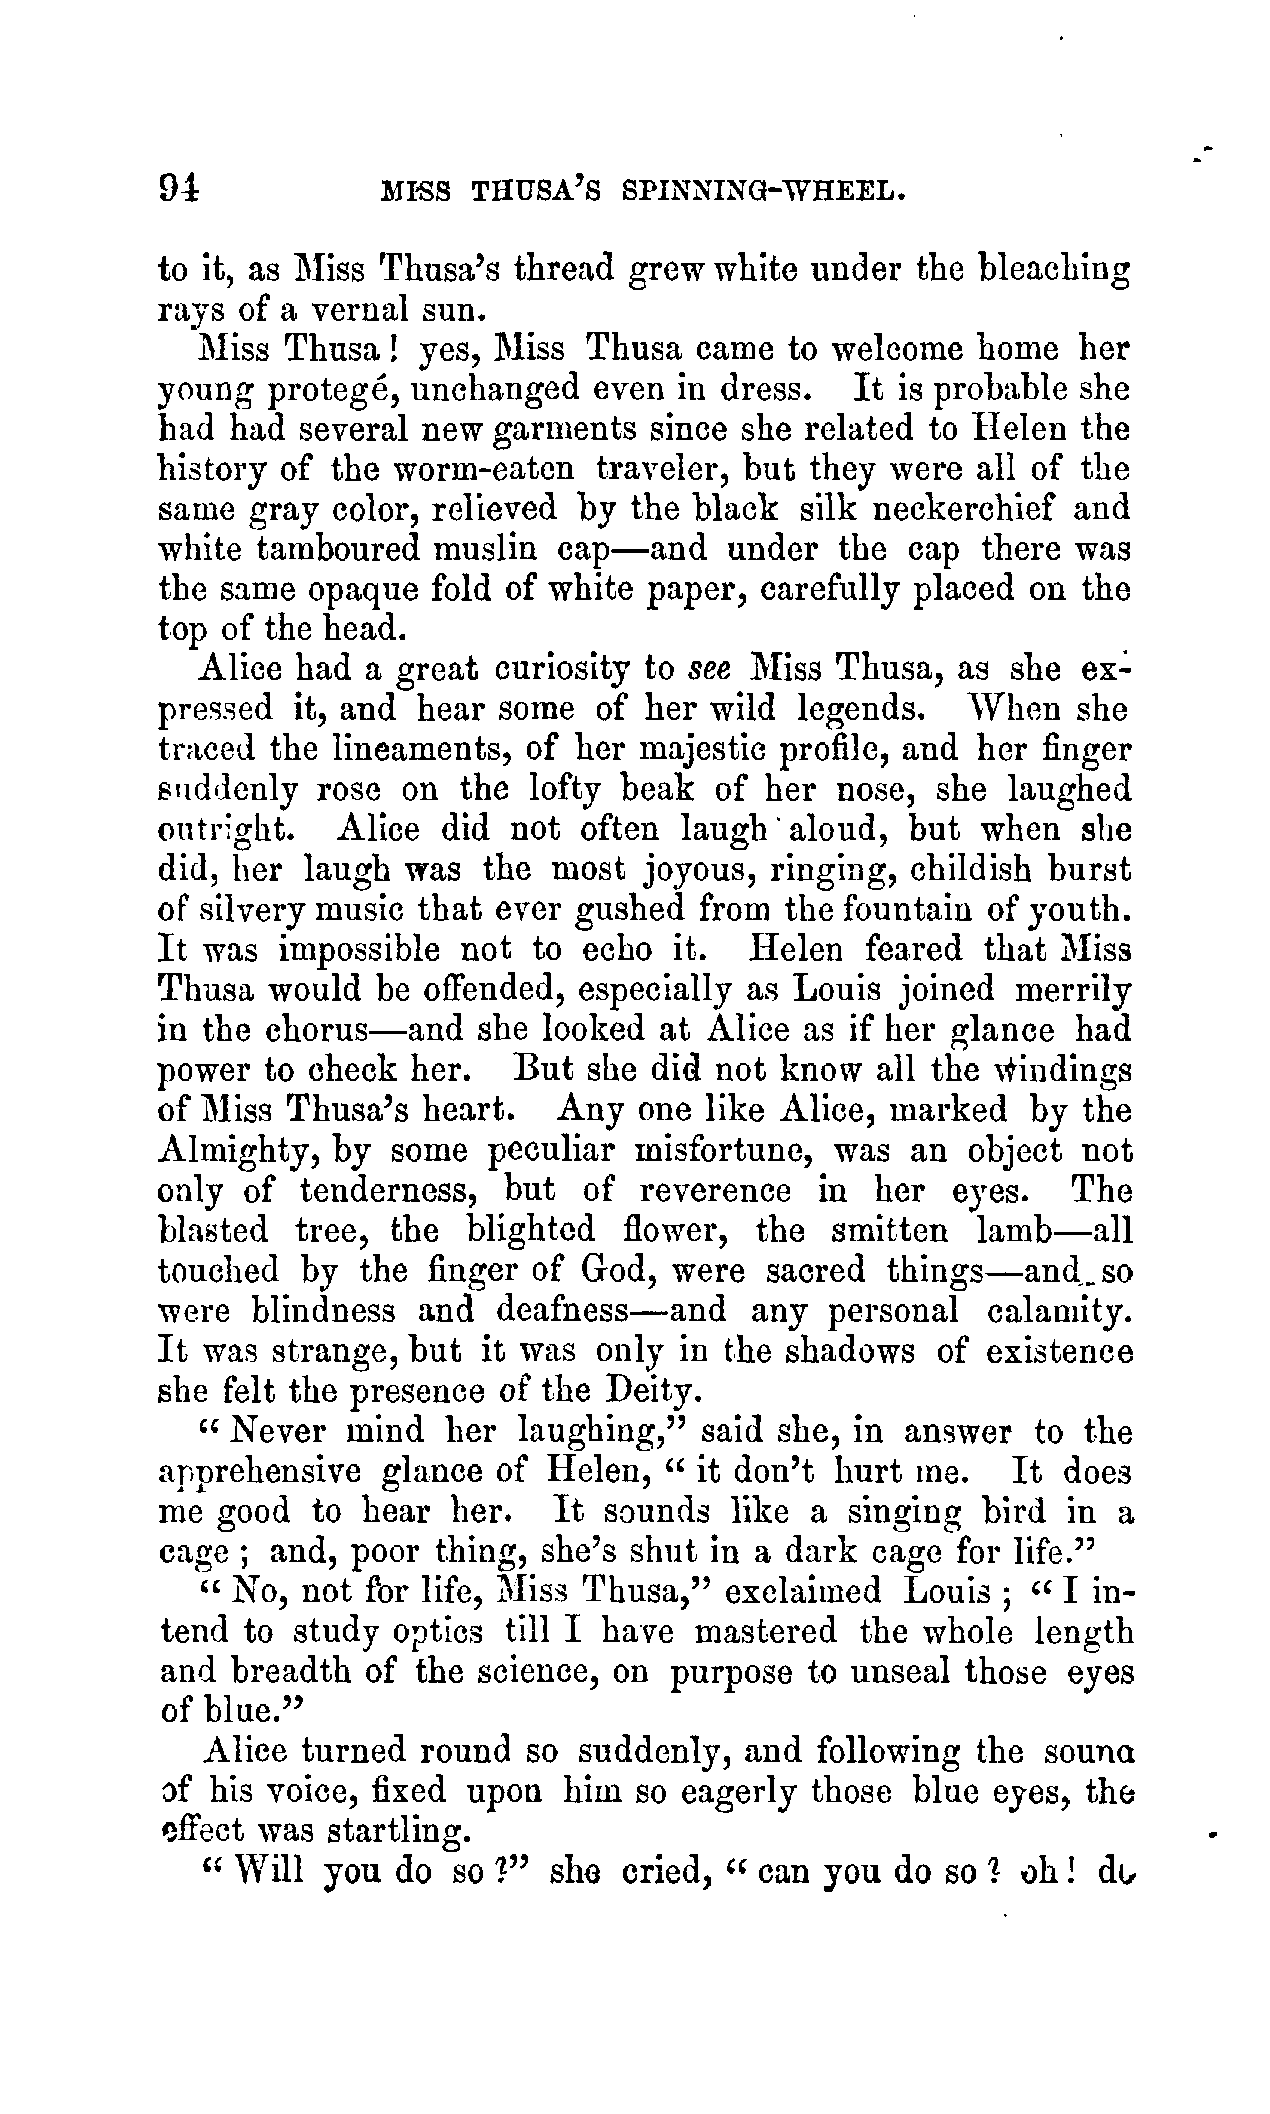 94 MISS THUSA'S SPINNING-WHEEL.
to it, as Miss Thusa's thread grew white under the bleaching
rays of a vernal sun.
Miss Thusa! yes, Miss Thusa came to welcome home her
young protegé, unchanged even in dress. It is probable she
had had several new garments since she related to Helen the
history of the worm-eaten traveler, but they were all of the
same gray color, relieved by the black silk neckerchief and
white tamboured muslin cap—and under the cap there was
the same opaque fold of white paper, carefully placed on the
top of the head.
Alice had a great curiosity to see Miss Thusa, as she ex-
pressed it, and hear some of her wild legends. When she
traced the lineaments, of her majestic profile, and her finger
suddenly rose on the lofty beak of her nose, she laughed
outright. Alice did not often laugh aloud, but when she
did, her laugh was the most joyous, ringing, childish burst
of silvery music that ever gushed from the fountain of youth.
It was impossible not to echo it. Helen feared that Miss
Thusa would be offended, especially as Louis joined merrily
in the chorus—and she looked at Alice as if her glance had
power to check her. But she did not know all the windings
of Miss Thusa's heart. Any one like Alice, marked by the
Almighty, by some peculiar misfortune, was an object not
only of tenderness, but of reverence in her eyes. The
blasted tree, the blighted flower, the smitten lamb—all
touched by the finger of God, were sacred things—and so
were blindness and deafness—and any personal calamity.
It was strange, but it was only in the shadows of existence
she felt the presence of the Deity.
"Never mind her laughing," said she, in answer to the
apprehensive glance of Helen, "it don't hurt me. It does
me good to hear her. It sounds like a singing bird in a
cage; and, poor thing, she's shut in a dark cage for life."
"No, not for life, Miss Thusa," exclaimed Louis; "I in-
tend to study optics till I have mastered the whole length
and breadth of the science, on purpose to unseal those eyes
of blue."
Alice turned round so suddenly, and following the sound
of his voice, fixed upon him so eagerly those blue eyes, the
effect was startling.
"Will you do so?" she cried, "can you do so? oh! do